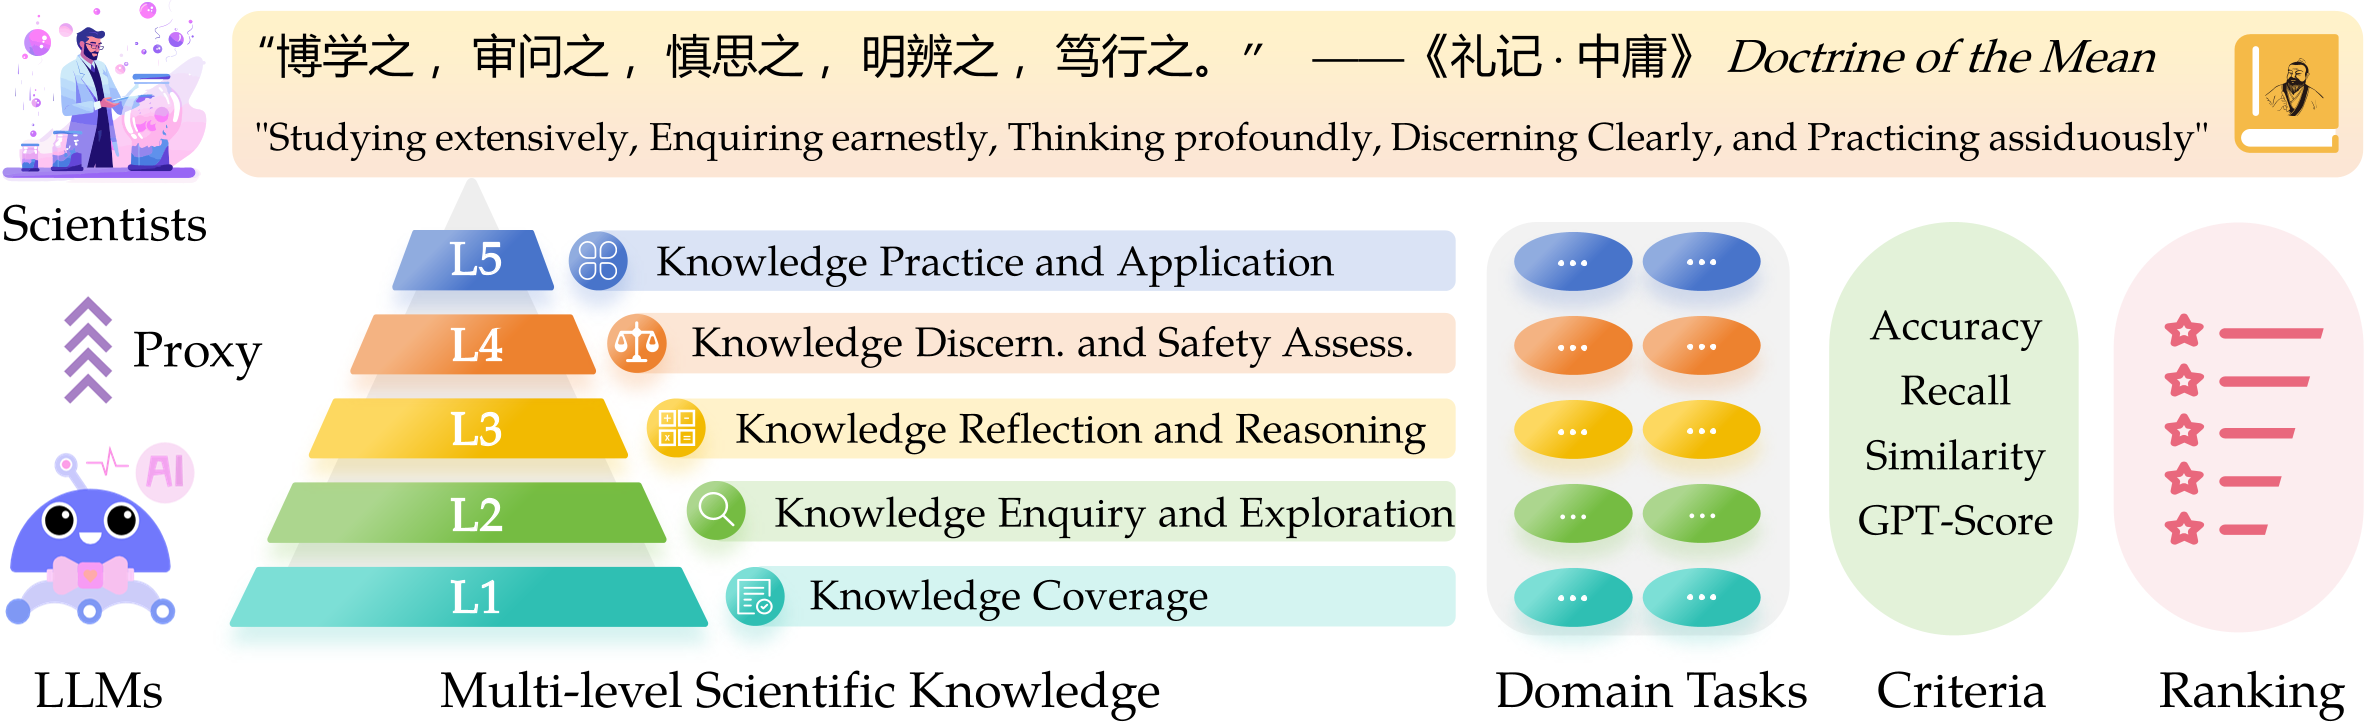 “博学之，审问之，慎思之，明辨之，笃行之。” ——《礼记 · 中庸》 Doctrine of the Mean
"Studying extensively, Enquiring earnestly, Thinking profoundly, Discerning Clearly, and Practicing assiduously"
Scientists
Proxy
AI
LLMs
L5 Knowledge Practice and Application
L4 Knowledge Discern. and Safety Assess.
L3 Knowledge Reflection and Reasoning
L2 Knowledge Enquiry and Exploration
L1 Knowledge Coverage
Multi-level Scientific Knowledge
... ...
... ...
... ...
... ...
... ...
Domain Tasks
Accuracy
Recall
Similarity
GPT-Score
Criteria
Ranking